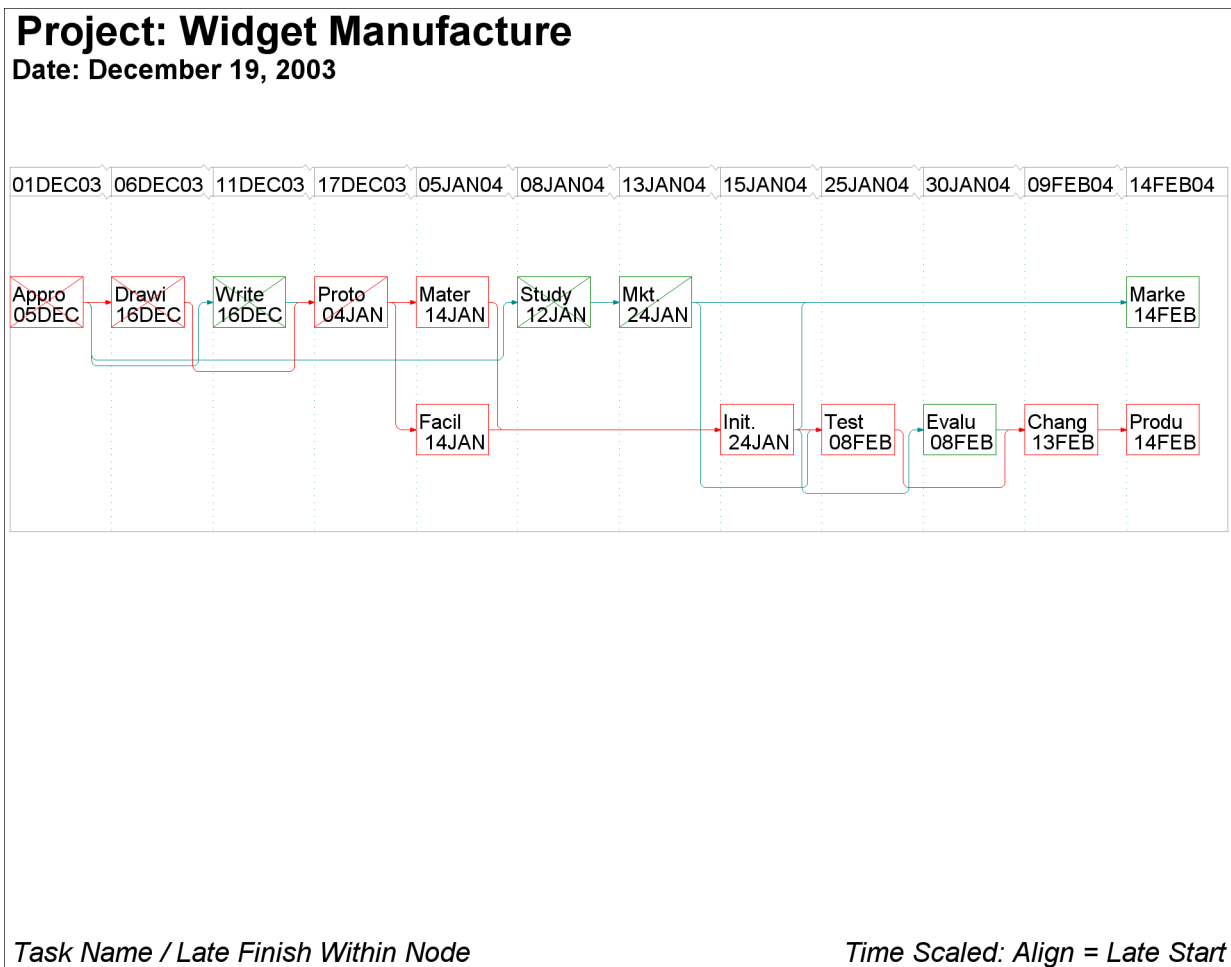 Project: Widget Manufacture
Date: December 19, 2003
01DEC03 06DEC03 11DEC03 17DEC03 05JAN04 08JAN04 13JAN04 15JAN04 25JAN04 30JAN04 09FEB04 14FEB04
Appro Drawi Write Proto Mater Study Mkt. Marke
05DEC 16DEC 16DEC 04JAN 14JAN 12JAN 24JAN 14FEB
Facil Init. Test Evalu Chang Produ
14JAN 24JAN 08FEB 08FEB 13FEB 14FEB
Task Name / Late Finish Within Node Time Scaled: Align = Late Start